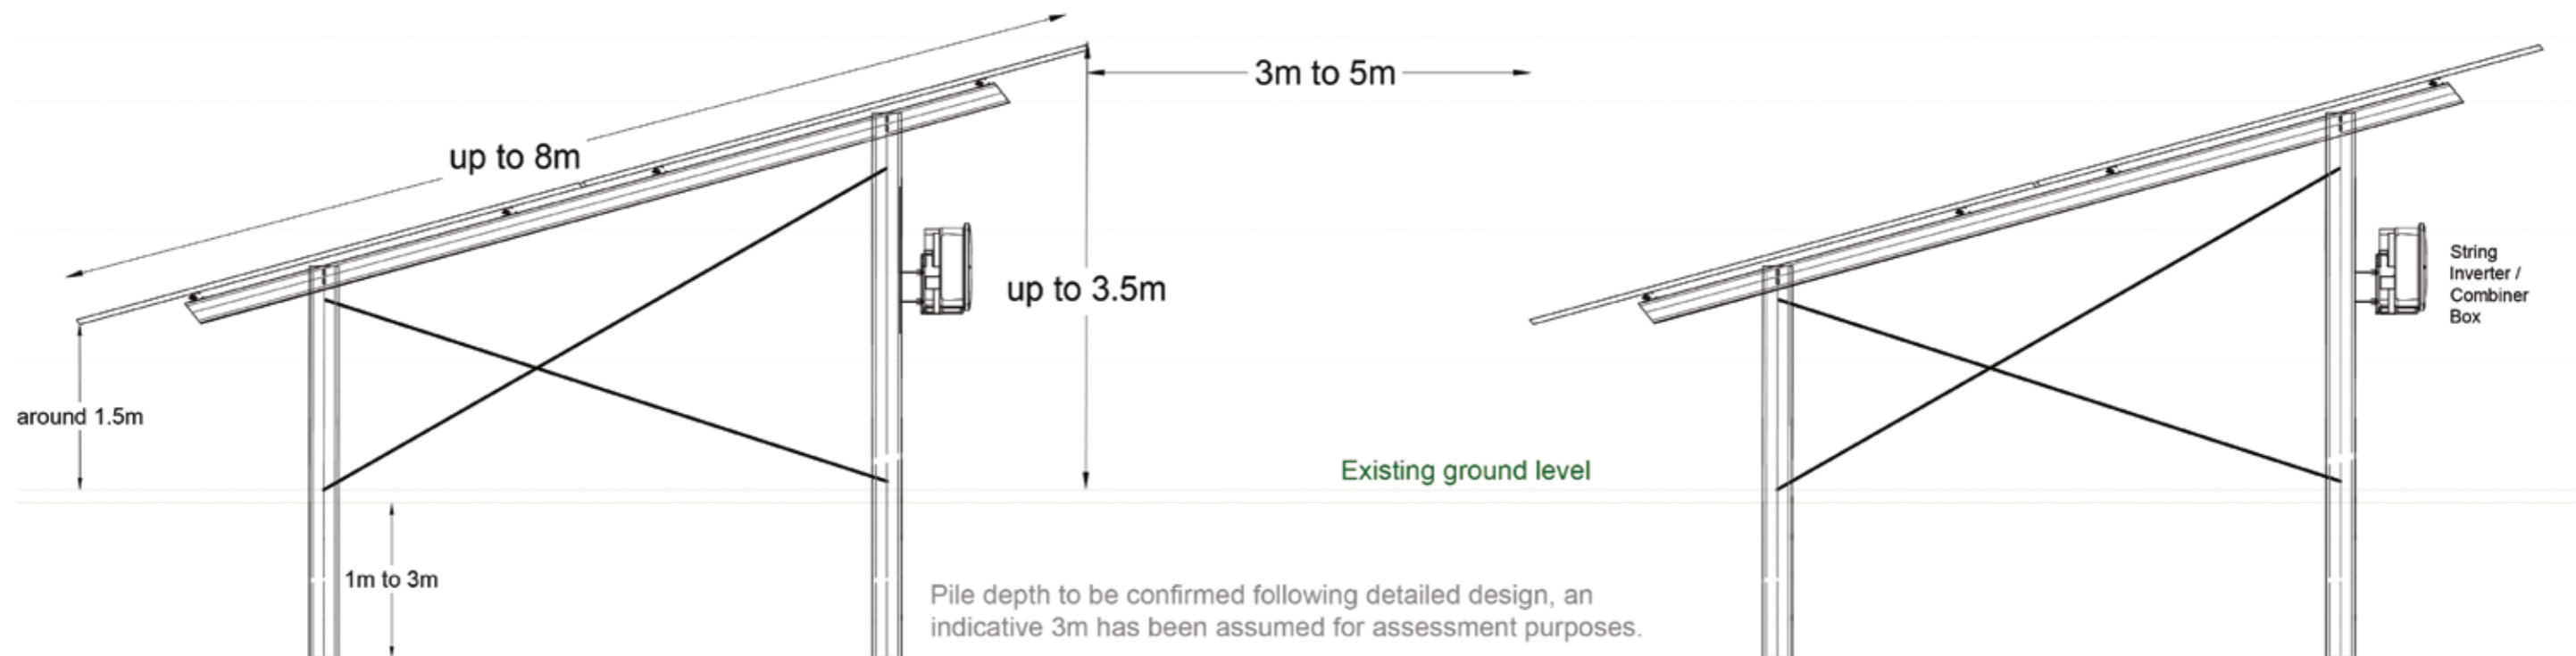 3m to 5m
up to 8m
up to 3.5m
String
Inverter /
Combiner
Box
around 1.5m
Existing ground level
1m to 3m
Pile depth to be confirmed following detailed design, an
indicative 3m has been assumed for assessment purposes.